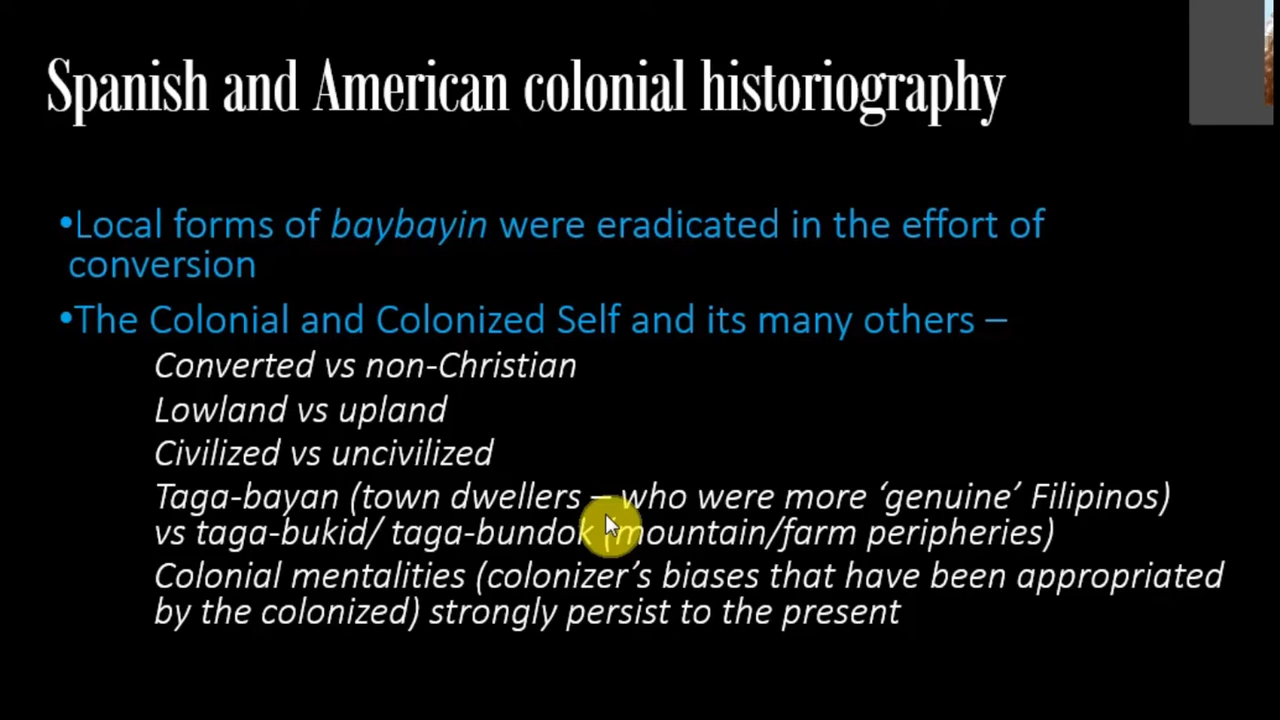 Spanish and American colonial historiography
•Local forms of baybayin were eradicated in the effort of
conversion
•The Colonial and Colonized Self and its many others –
Converted vs non-Christian
Lowland vs upland
Civilized vs uncivilized
Taga-bayan (town dwellers – who were more ‘genuine’ Filipinos)
vs taga-bukid/ taga-bundok (mountain/farm peripheries)
Colonial mentalities (colonizer’s biases that have been appropriated
by the colonized) strongly persist to the present